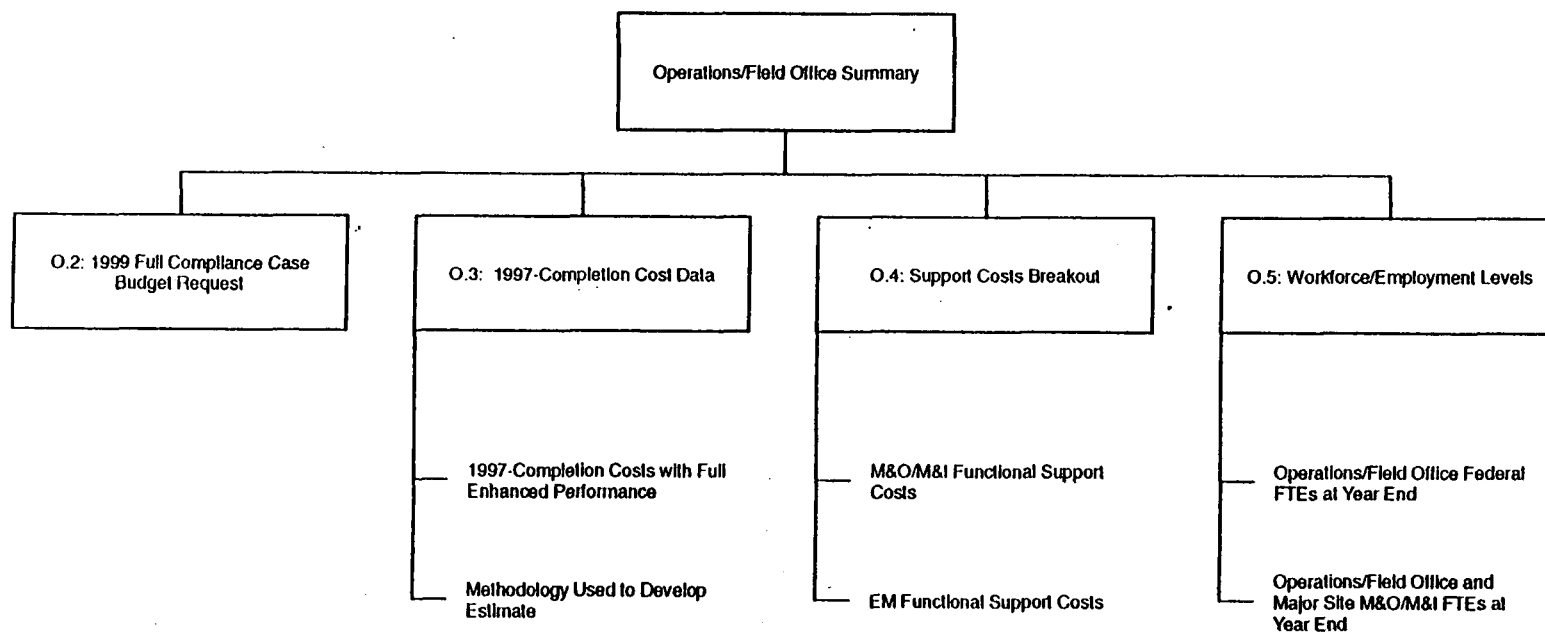 Operations/Field Office Summary
O.2: 1999 Full Compliance Case
Budget Request
O.3: 1997-Completion Cost Data
O.4: Support Costs Breakout
O.5: Workforce/Employment Levels
1997-Completion Costs with Full
Enhanced Performance
Methodology Used to Develop
Estimate
M&O/M&I Functional Support
Costs
EM Functional Support Costs
Operations/Field Office Federal
FTEs at Year End
Operations/Field Office and
Major Site M&O/M&I FTEs at
Year End